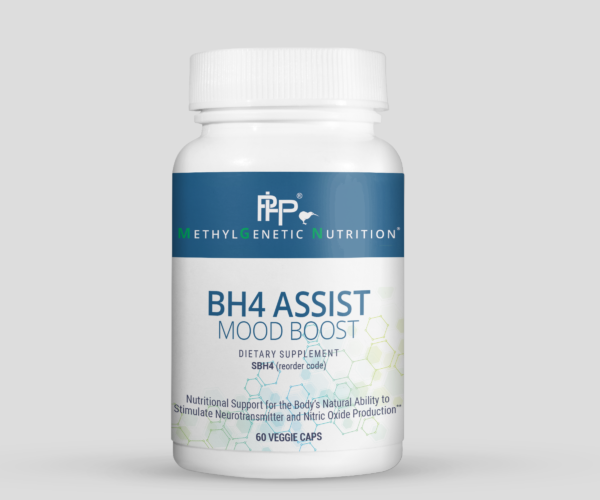 PHP®
METHYLGENETIC NUTRITION®
BH4 ASSIST
MOOD BOOST
DIETARY SUPPLEMENT
SBH4 (reorder code)
Nutritional Support for the Body's Natural Ability to
Stimulate Neurotransmitter and Nitric Oxide Production
60 VEGGIE CAPS